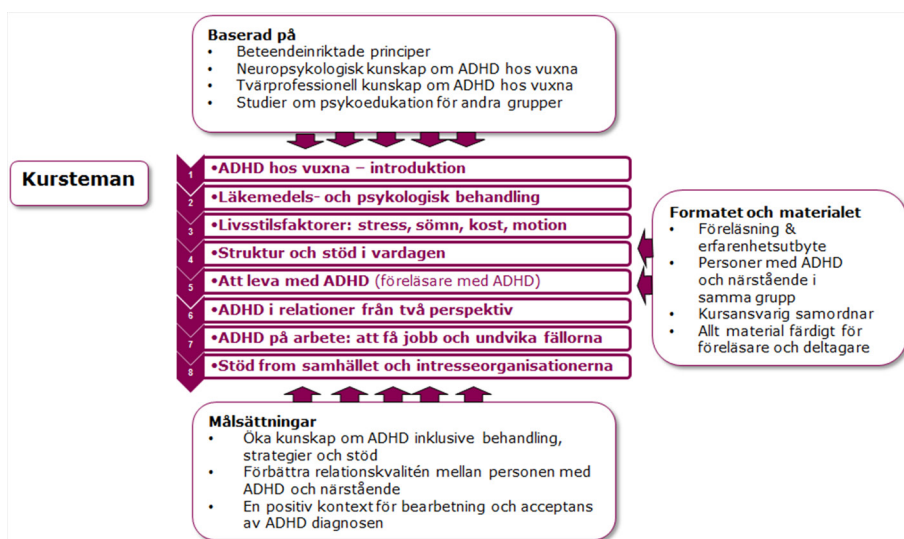 Baserad på
• Beteendeinriktade principer
• Neuropsykologisk kunskap om ADHD hos vuxna
• Tvärprofessionell kunskap om ADHD hos vuxna
• Studier om psykoedukation för andra grupper
Kursteman
1 •ADHD hos vuxna – introduktion
2 •Läkemedels- och psykologisk behandling
3 •Livsstilsfaktorer: stress, sömn, kost, motion
4 •Struktur och stöd i vardagen
5 •Att leva med ADHD (föreläsare med ADHD)
6 •ADHD i relationer från två perspektiv
7 •ADHD på arbete: att få jobb och undvika fällorna
8 •Stöd from samhället och intresseorganisationerna
Formatet och materialet
• Föreläsning &
erfarenhetsutbyte
• Personer med ADHD
och närstående i
samma grupp
• Kursansvarig samordnar
• Allt material färdigt för
föreläsare och deltagare
Målsättningar
• Öka kunskap om ADHD inklusive behandling,
strategier och stöd
• Förbättra relationskvalitén mellan personen med
ADHD och närstående
• En positiv kontext för bearbetning och acceptans
av ADHD diagnosen